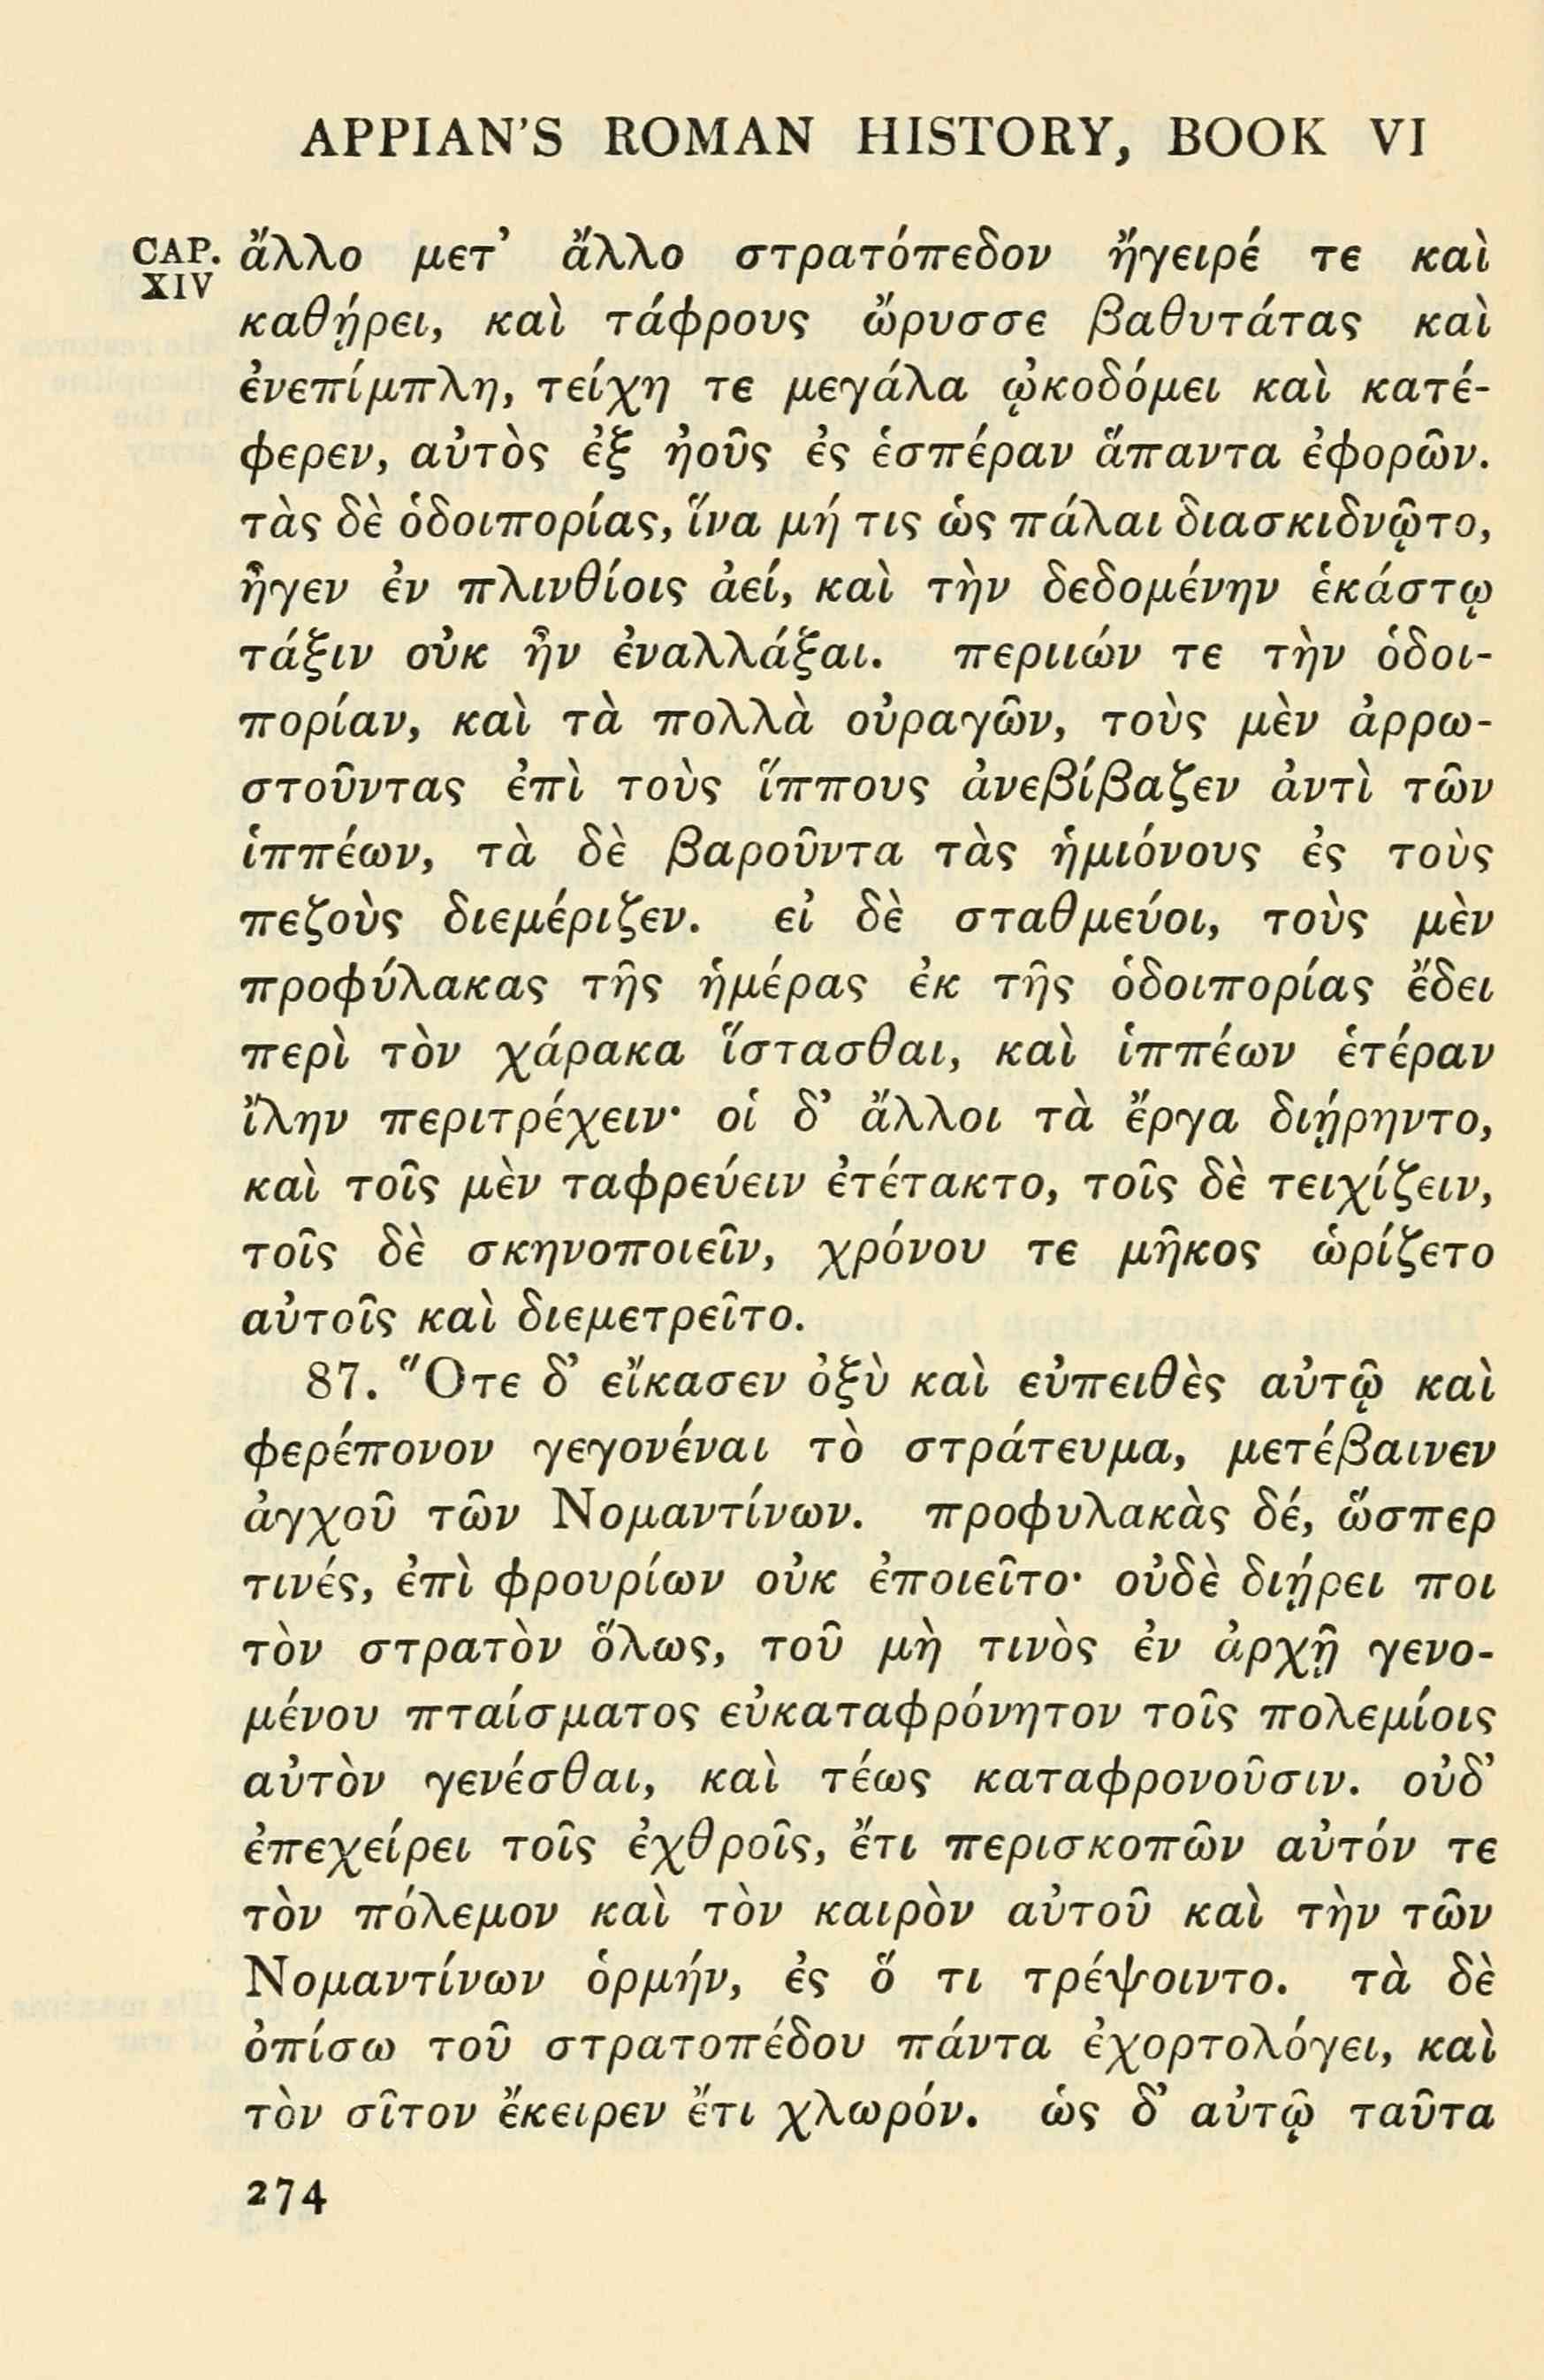 APPIAN'S ROMAN HISTORY, BOOK VI
CAP. XIV
ἄλλο μετ’ ἄλλο στρατόπεδον ἤγειρέ τε καὶ
καθῄρει, καὶ τάφρους ὤρυσσε βαθυτάτας καὶ
ἐνεπίμπλη, τείχη τε μεγάλα ᾠκοδόμει καὶ κατέ-
φερεν, αὐτὸς ἐξ ἠοῦς ἐς ἑσπέραν ἅπαντα ἐφορῶν.
τὰς δὲ ὁδοιπορίας, ἵνα μή τις ὡς πάλαι διασκιδνῷτο,
ἦγεν ἐν πλινθίοις ἀεί, καὶ τὴν δεδομένην ἑκάστῳ
τάξιν οὐκ ἦν ἐναλλάξαι. περιιών τε τὴν ὁδοι-
πορίαν, καὶ τὰ πολλὰ οὐραγῶν, τοὺς μὲν ἀρρω-
στοῦντας ἐπὶ τοὺς ἵππους ἀνεβίβαζεν ἀντὶ τῶν
ἱππέων, τὰ δὲ βαροῦντα τὰς ἡμιόνους ἐς τοὺς
πεζοὺς διεμέριζεν. εἰ δὲ σταθμεύοι, τοὺς μὲν
προφύλακας τῆς ἡμέρας ἐκ τῆς ὁδοιπορίας ἔδει
περὶ τὸν χάρακα ἵστασθαι, καὶ ἱππέων ἑτέραν
ἴλην περιτρέχειν· οἱ δ’ ἄλλοι τὰ ἔργα διῄρηντο,
καὶ τοῖς μὲν ταφρεύειν ἐτέτακτο, τοῖς δὲ τειχίζειν,
τοῖς δὲ σκηνοποιεῖν, χρόνου τε μῆκος ὡρίζετο
αὐτοῖς καὶ διεμετρεῖτο.
87. Ὅτε δ’ εἴκασεν ὀξὺ καὶ εὐπειθὲς αὐτῷ καὶ
φερέπονον γεγονέναι τὸ στράτευμα, μετέβαινεν
ἀγχοῦ τῶν Νομαντίνων. προφυλακὰς δέ, ὥσπερ
τινές, ἐπὶ φρουρίων οὐκ ἐποιεῖτο· οὐδὲ διῄρει ποι
τὸν στρατὸν ὅλως, τοῦ μὴ τινὸς ἐν ἀρχῇ γενο-
μένου πταίσματος εὐκαταφρόνητον τοῖς πολεμίοις
αὐτὸν γενέσθαι, καὶ τέως καταφρονοῦσιν. οὐδ’
ἐπεχείρει τοῖς ἐχθροῖς, ἔτι περισκοπῶν αὐτόν τε
τὸν πόλεμον καὶ τὸν καιρὸν αὐτοῦ καὶ τὴν τῶν
Νομαντίνων ὁρμήν, ἐς ὅ τι τρέψοιντο. τὰ δὲ
ὀπίσω τοῦ στρατοπέδου πάντα ἐχορτολόγει, καὶ
τὸν σῖτον ἔκειρεν ἔτι χλωρόν. ὡς δ’ αὐτῷ ταῦτα
274